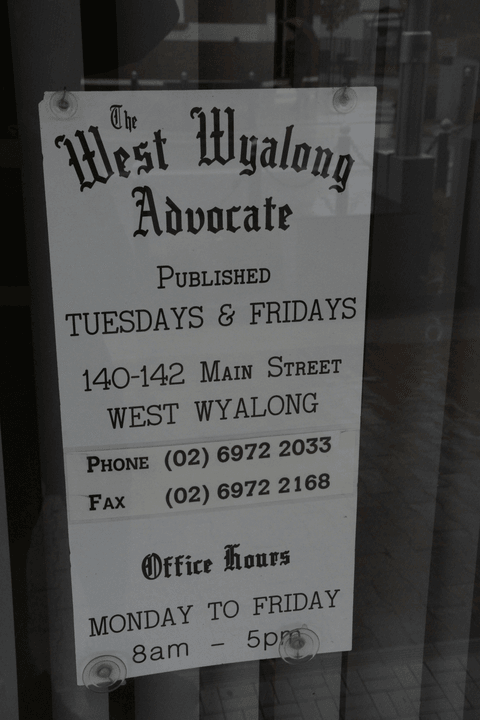 The
West Wyalong
Advocate
PUBLISHED
TUESDAYS & FRIDAYS
140-142 MAIN STREET
WEST WYALONG
PHONE (02) 6972 2033
FAX (02) 6972 2168
Office Hours
MONDAY TO FRIDAY
8am - 5pm